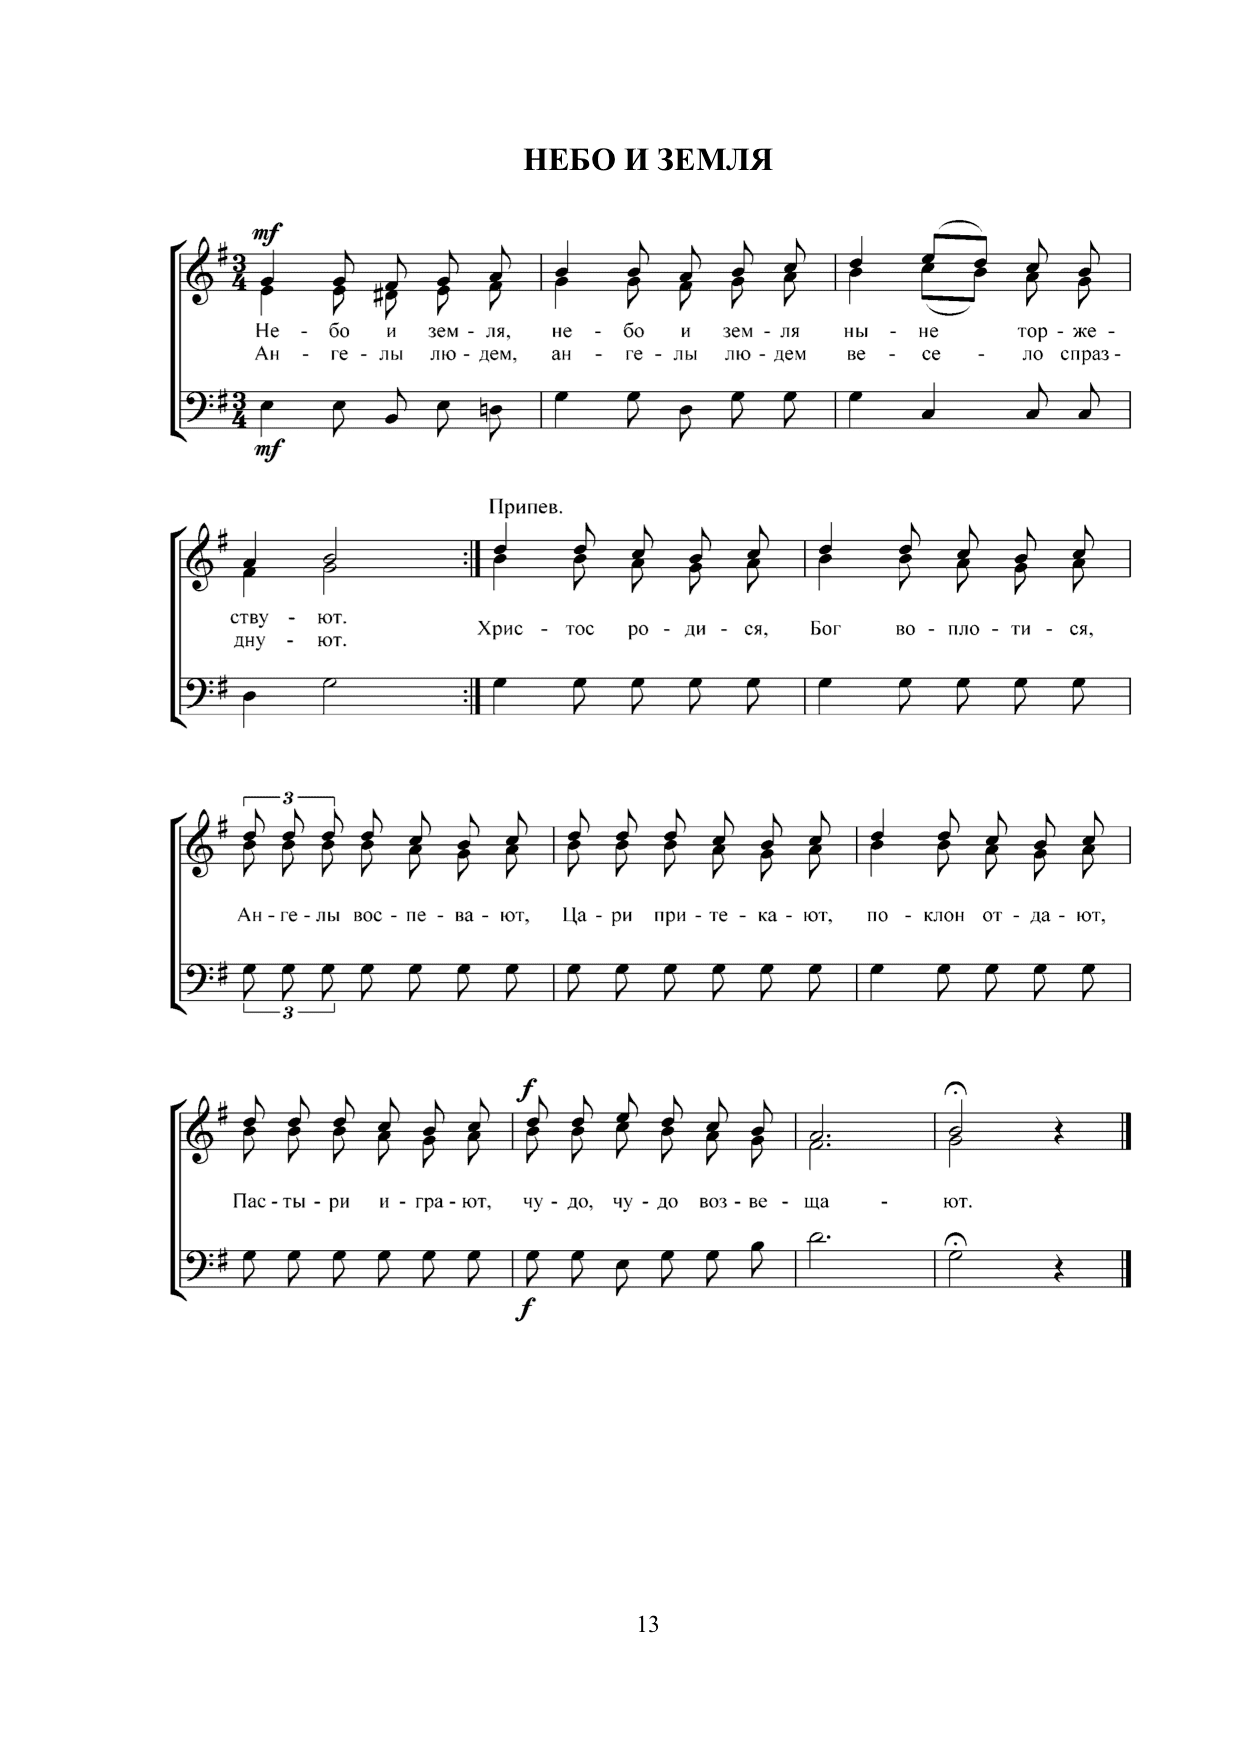 НЕБО И ЗЕМЛЯ
mf
3 4
Не - бо и зем - ля, не - бо и зем - ля ны - не тор - же -
Ан - ге - лы лю - дем, ан - ге - лы лю - дем ве - се - ло спраз -
3 4
mf
Припев.
ству - ют.
дну - ют.
Хрис - тос ро - ди - ся, Бог во - пло - ти - ся,
3
Ан - ге - лы вос - пе - ва - ют, Ца - ри при - те - ка - ют, по - клон от - да - ют,
3
f
Пас - ты - ри и - гра - ют, чу - до, чу - до воз - ве - ща - ют.
f
13